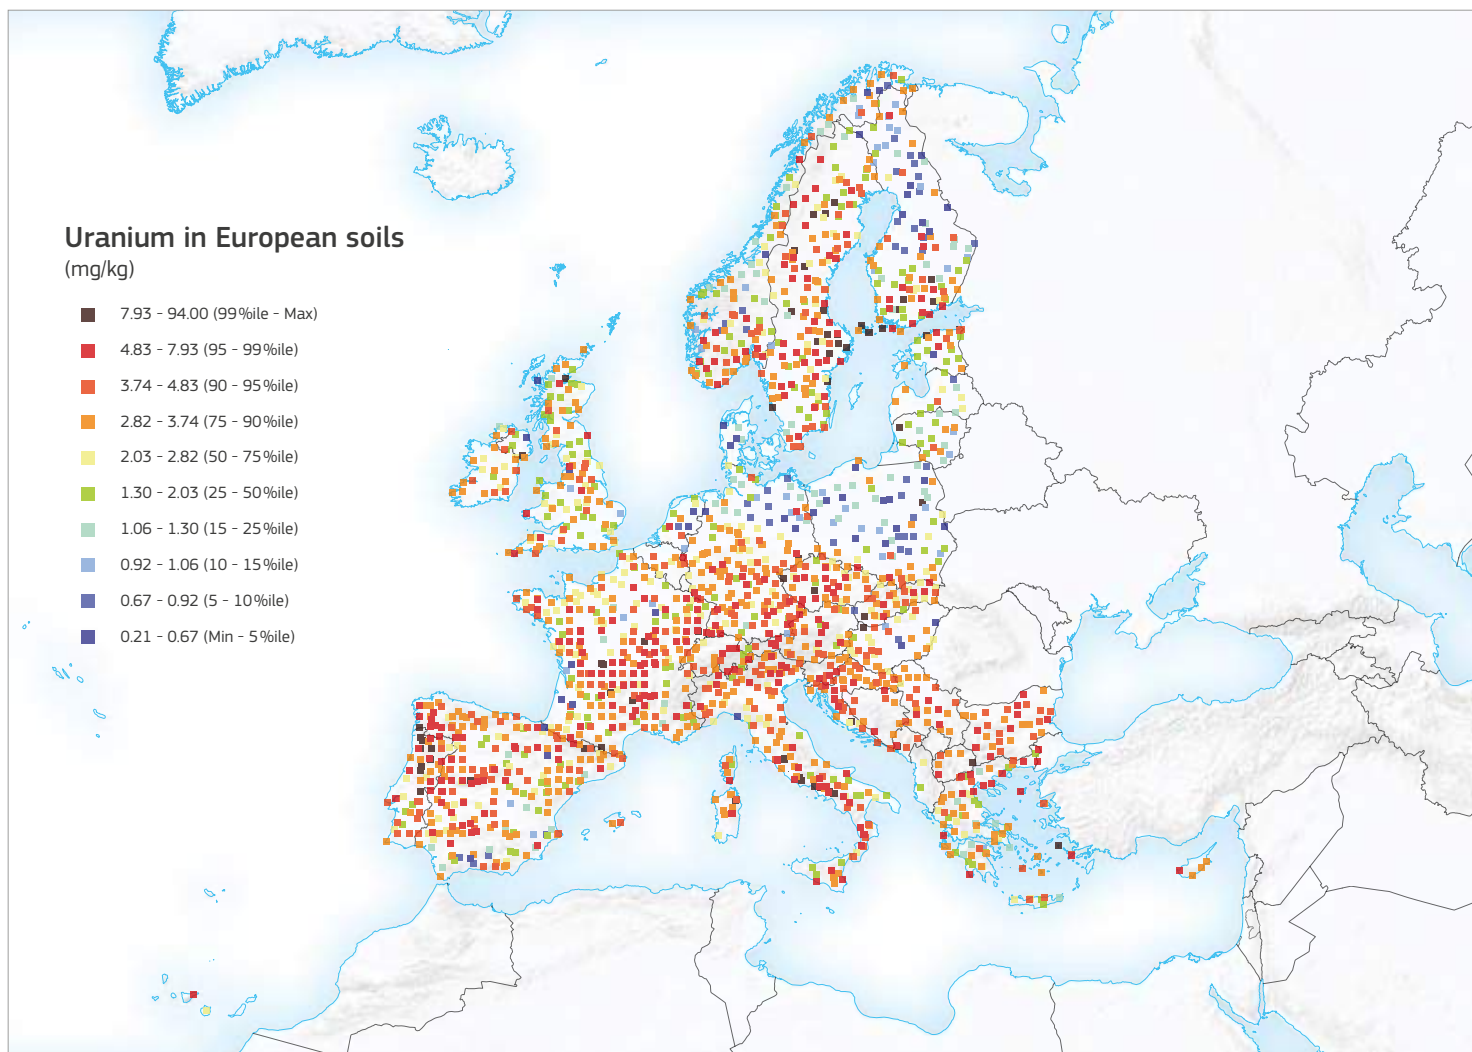 Uranium in European soils
(mg/kg)
7.93 - 94.00 (99%ile - Max)
4.83 - 7.93 (95 - 99%ile)
3.74 - 4.83 (90 - 95%ile)
2.82 - 3.74 (75 - 90%ile)
2.03 - 2.82 (50 - 75%ile)
1.30 - 2.03 (25 - 50%ile)
1.06 - 1.30 (15 - 25%ile)
0.92 - 1.06 (10 - 15%ile)
0.67 - 0.92 (5 - 10%ile)
0.21 - 0.67 (Min - 5%ile)